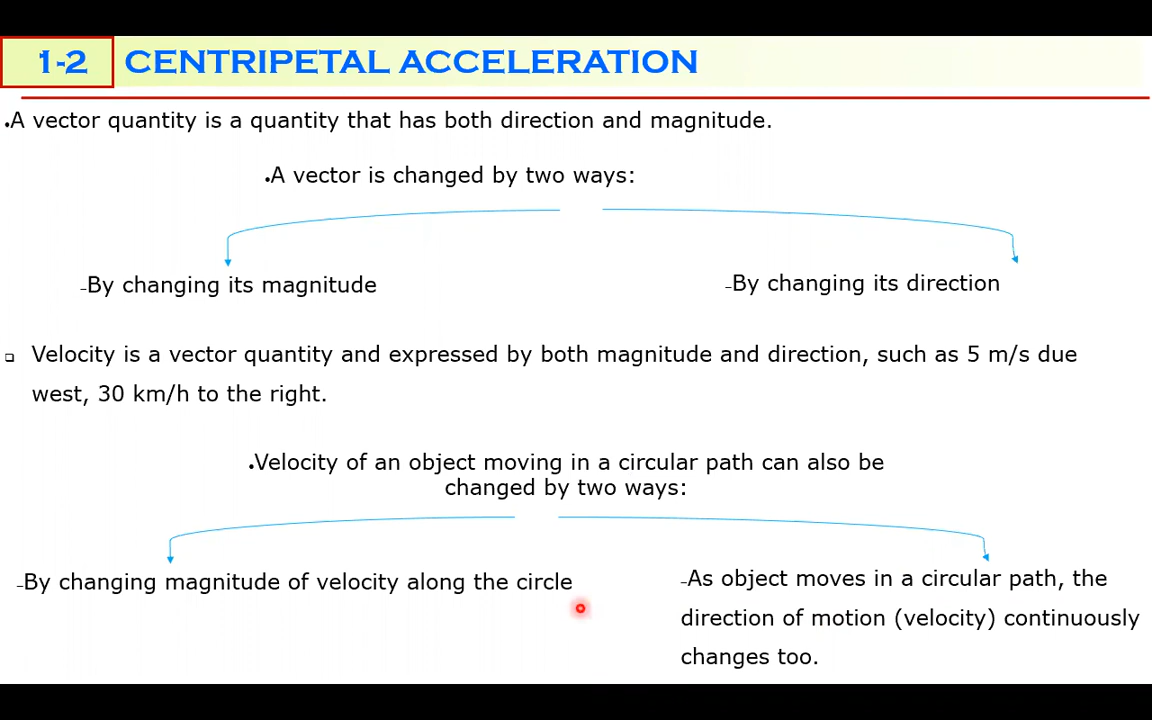 1-2 CENTRIPETAL ACCELERATION
•A vector quantity is a quantity that has both direction and magnitude.
•A vector is changed by two ways:
–By changing its magnitude
–By changing its direction
❑ Velocity is a vector quantity and expressed by both magnitude and direction, such as 5 m/s due
west, 30 km/h to the right.
•Velocity of an object moving in a circular path can also be
changed by two ways:
–By changing magnitude of velocity along the circle
–As object moves in a circular path, the
direction of motion (velocity) continuously
changes too.